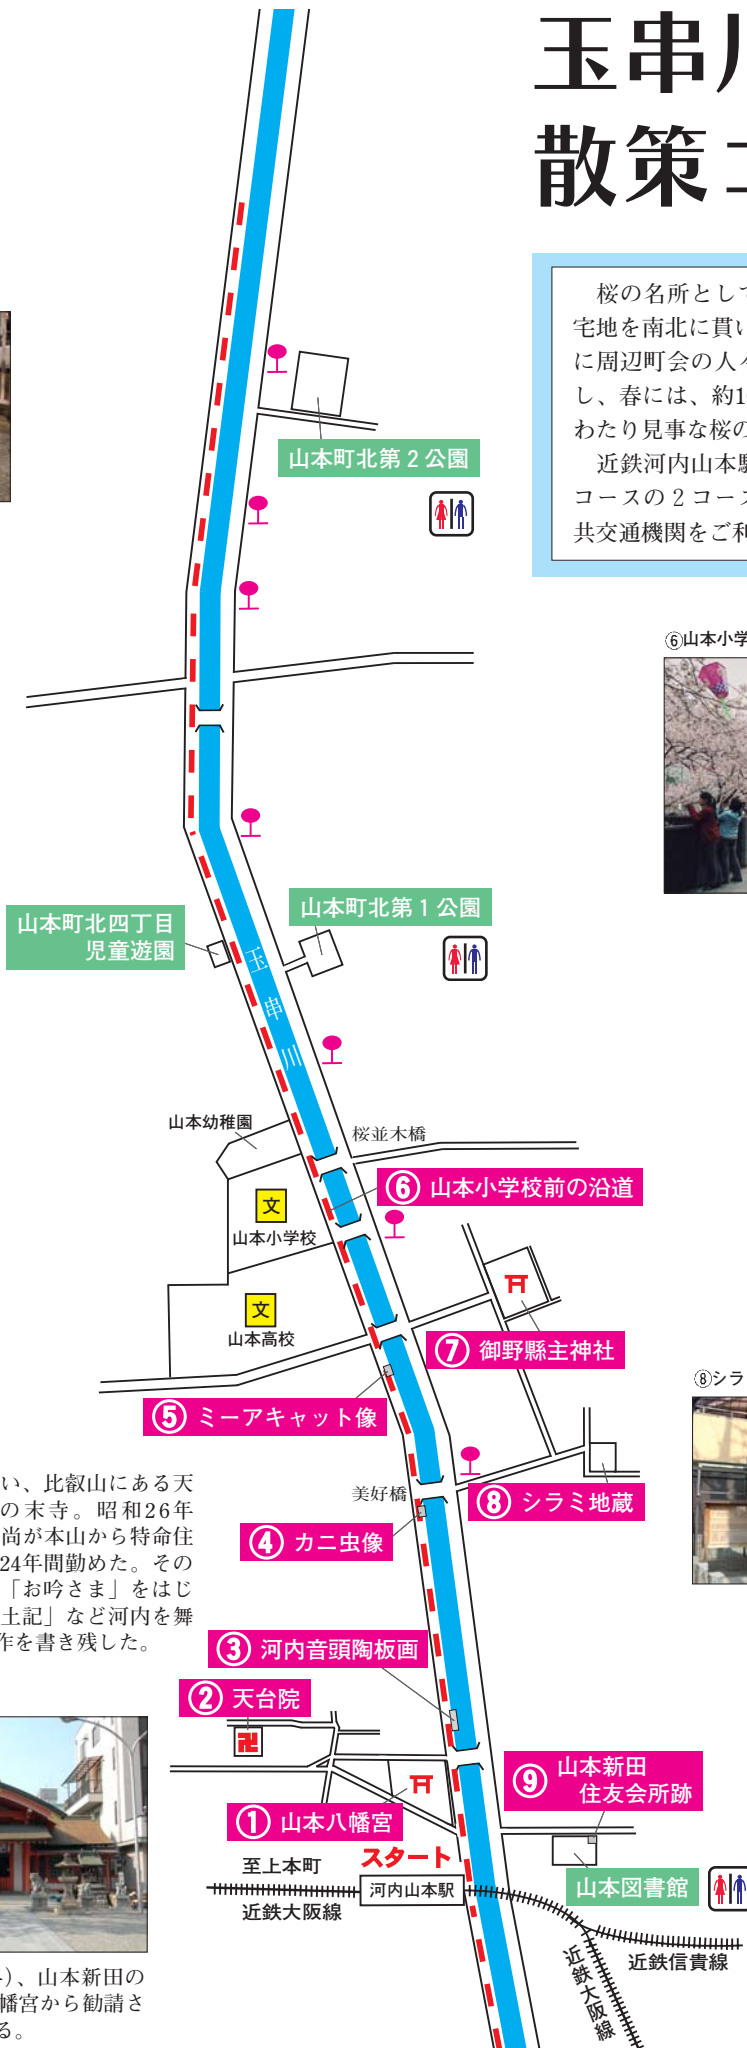 玉串川
散策コ
桜の名所として
宅地を南北に貫い
に周辺町会の人々
し、春には、約1
わたり見事な桜の
近鉄河内山本駅
コースの2コース
共交通機関をご利
山本町北第2公園
⑥山本小学
山本町北四丁目
児童遊園
山本町北第1公園
玉串川
山本幼稚園
桜並木橋
⑥ 山本小学校前の沿道
文
山本小学校
文
山本高校
⑦ 御野縣主神社
⑤ ミーアキャット像
⑧シラ
美好橋
⑧ シラミ地蔵
④ カニ虫像
い、比叡山にある天
の末寺。昭和26年
尚が本山から特命住
24年間勤めた。その
「お吟さま」をはじ
土記」など河内を舞
作を書き残した。
③ 河内音頭陶板画
② 天台院
卍
⑨ 山本新田
住友会所跡
① 山本八幡宮
スタート
至上本町
河内山本駅
近鉄大阪線
山本図書館
近鉄信貴線
近鉄大阪線
)、山本新田の
幡宮から勧請さ
る。